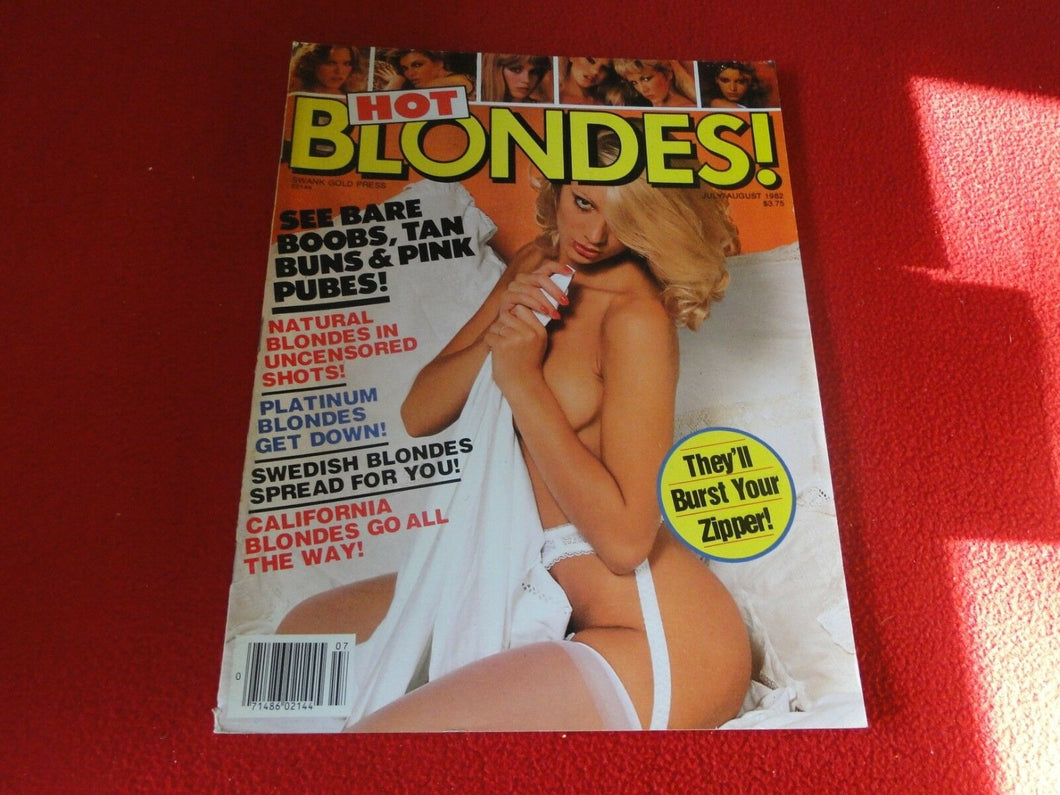 HOT
BLONDES!
SWANK GOLD PRESS
02144
JULY/AUGUST 1982
$3.75
SEE BARE
BOOBS, TAN
BUNS & PINK
PUBES!
NATURAL
BLONDES IN
UNCENSORED
SHOTS!
PLATINUM
BLONDES
GET DOWN!
SWEDISH BLONDES
SPREAD FOR YOU!
CALIFORNIA
BLONDES GO ALL
THE WAY!
They'll
Burst Your
Zipper!
07
0
71486 02144